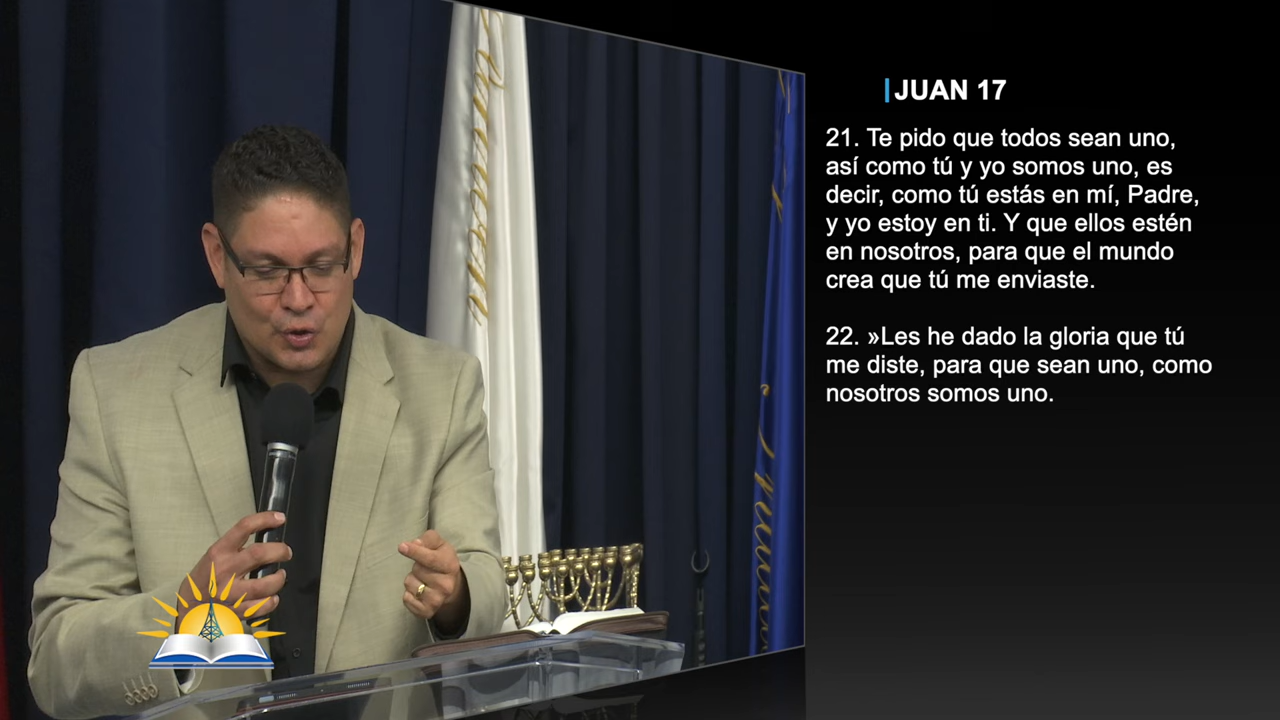 JUAN 17
21. Te pido que todos sean uno,
así como tú y yo somos uno, es
decir, como tú estás en mí, Padre,
y yo estoy en ti. Y que ellos estén
en nosotros, para que el mundo
crea que tú me enviaste.
22. »Les he dado la gloria que tú
me diste, para que sean uno, como
nosotros somos uno.